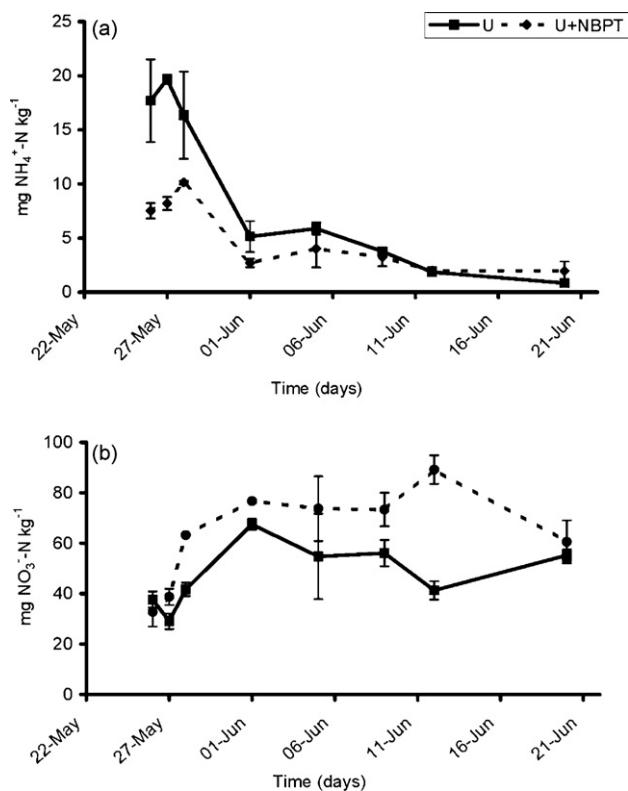 (a)
U U+NBPT
mg NH₄⁺-N kg⁻¹
25
20
15
10
5
0
22-May
27-May
01-Jun
06-Jun
11-Jun
16-Jun
21-Jun
Time (days)
(b)
mg NO₃⁻-N kg⁻¹
100
80
60
40
20
0
22-May
27-May
01-Jun
06-Jun
11-Jun
16-Jun
21-Jun
Time (days)